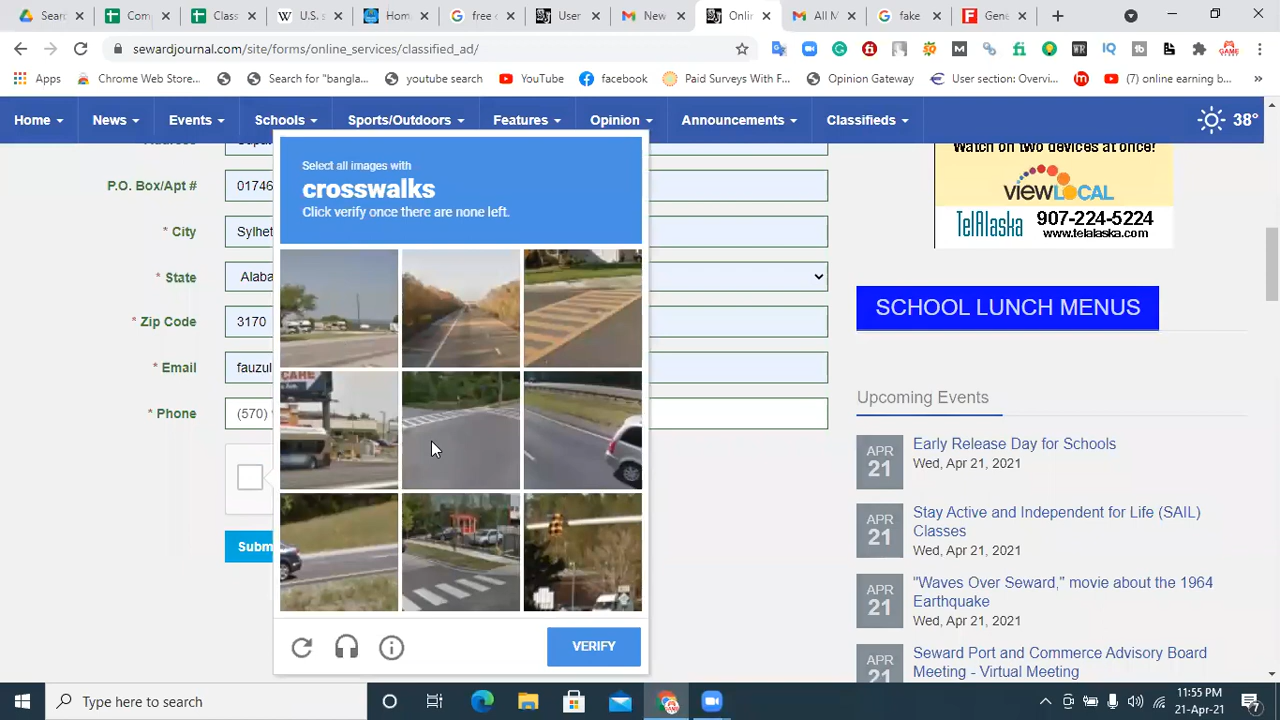 Searc
Com
Class
U.S. s
Hom
free c
User
New
Onlin
All M
fake
Gene
sewardjournal.com/site/forms/online_services/classified_ad/
Apps
Chrome Web Store...
Search for "bangla...
youtube search
YouTube
facebook
Paid Surveys With F...
Opinion Gateway
User section: Overvi...
(7) online earning b...
»
Home
News
Events
Schools
Sports/Outdoors
Features
Opinion
Announcements
Classifieds
38°
P.O. Box/Apt #
01746
* City
Sylhet
* State
Alaba
* Zip Code
3170
* Email
fauzul
* Phone
(570)
Subm
Select all images with
crosswalks
Click verify once there are none left.
CARE
VERIFY
Watch on two devices at once!
viewLOCAL
TelAlaska
907-224-5224
www.telalaska.com
SCHOOL LUNCH MENUS
Upcoming Events
APR
21
Early Release Day for Schools
Wed, Apr 21, 2021
APR
21
Stay Active and Independent for Life (SAIL)
Classes
Wed, Apr 21, 2021
APR
21
"Waves Over Seward," movie about the 1964
Earthquake
Wed, Apr 21, 2021
APR
21
Seward Port and Commerce Advisory Board
Meeting - Virtual Meeting
Type here to search
11:55 PM
21-Apr-21
7